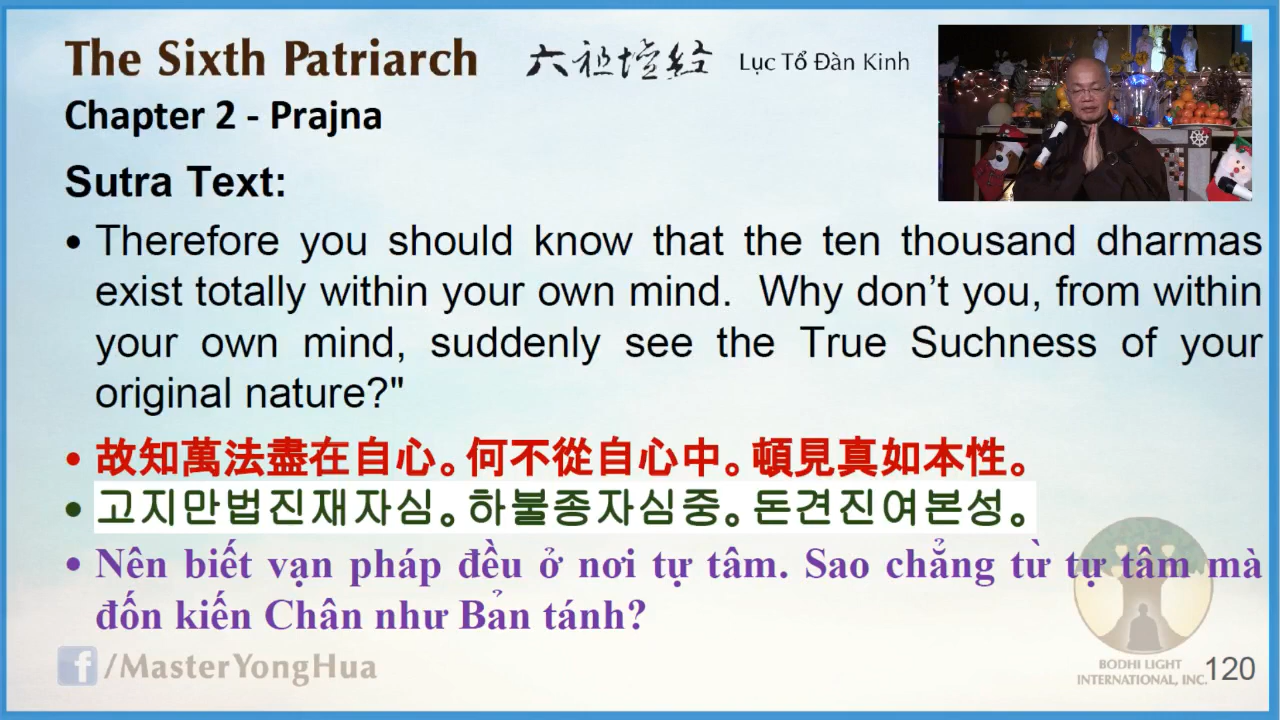 The Sixth Patriarch 六祖壇经 Lục Tổ Đàn Kinh
Chapter 2 - Prajna
Sutra Text:
• Therefore you should know that the ten thousand dharmas
exist totally within your own mind.  Why don’t you, from within
your own mind, suddenly see the True Suchness of your
original nature?"
• 故知萬法盡在自心。何不從自心中。頓見真如本性。
• 고지만법진재자심。하불종자심중。돈견진여본성。
• Nên biết vạn pháp đều ở nơi tự tâm. Sao chẳng từ tự tâm mà
đốn kiến Chân như Bản tánh?
f /MasterYongHua
BODHI LIGHT
INTERNATIONAL, INC.
120